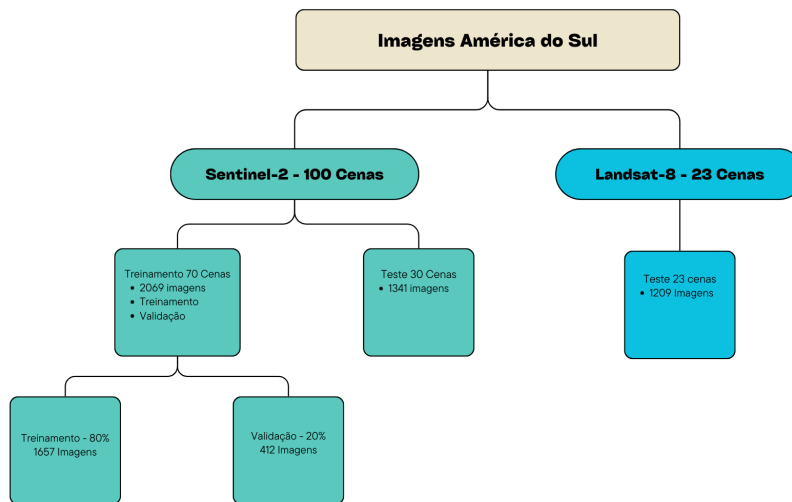 Imagens América do Sul
Sentinel-2 - 100 Cenas
Landsat-8 - 23 Cenas
Treinamento 70 Cenas
• 2069 imagens
• Treinamento
• Validação
Teste 30 Cenas
• 1341 imagens
Teste 23 cenas
• 1209 Imagens
Treinamento - 80%
1657 Imagens
Validação - 20%
412 Imagens